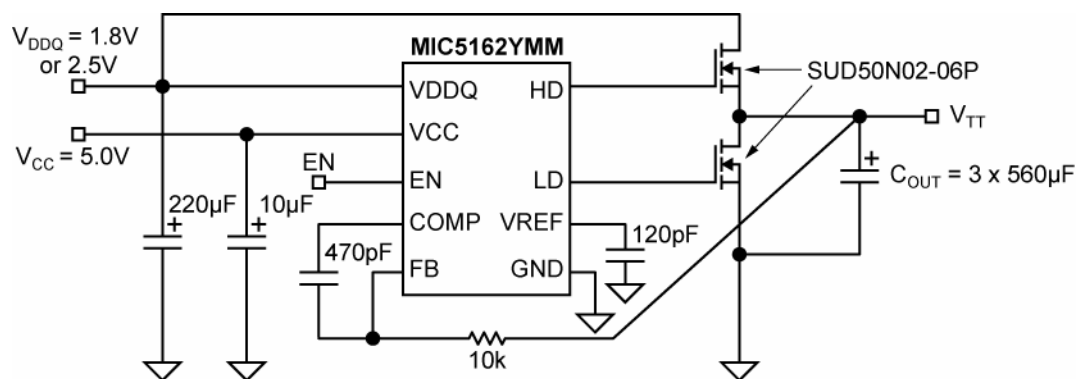 V_DDQ = 1.8V
or 2.5V
MIC5162YMM
SUD50N02-06P
VDDQ
HD
VCC
V_TT
V_CC = 5.0V
EN
EN
LD
C_OUT = 3 x 560µF
220µF
10µF
COMP
VREF
120pF
470pF
FB
GND
10k
+
+
+